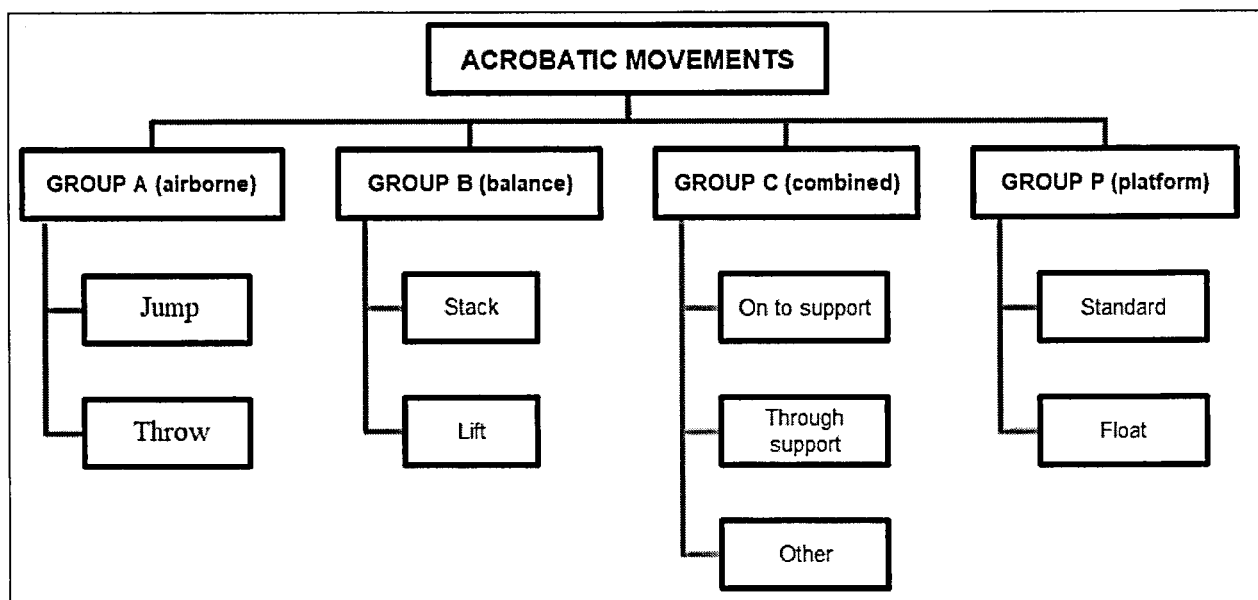 ACROBATIC MOVEMENTS
GROUP A (airborne)
GROUP B (balance)
GROUP C (combined)
GROUP P (platform)
Jump
Stack
On to support
Standard
Throw
Lift
Through
support
Float
Other